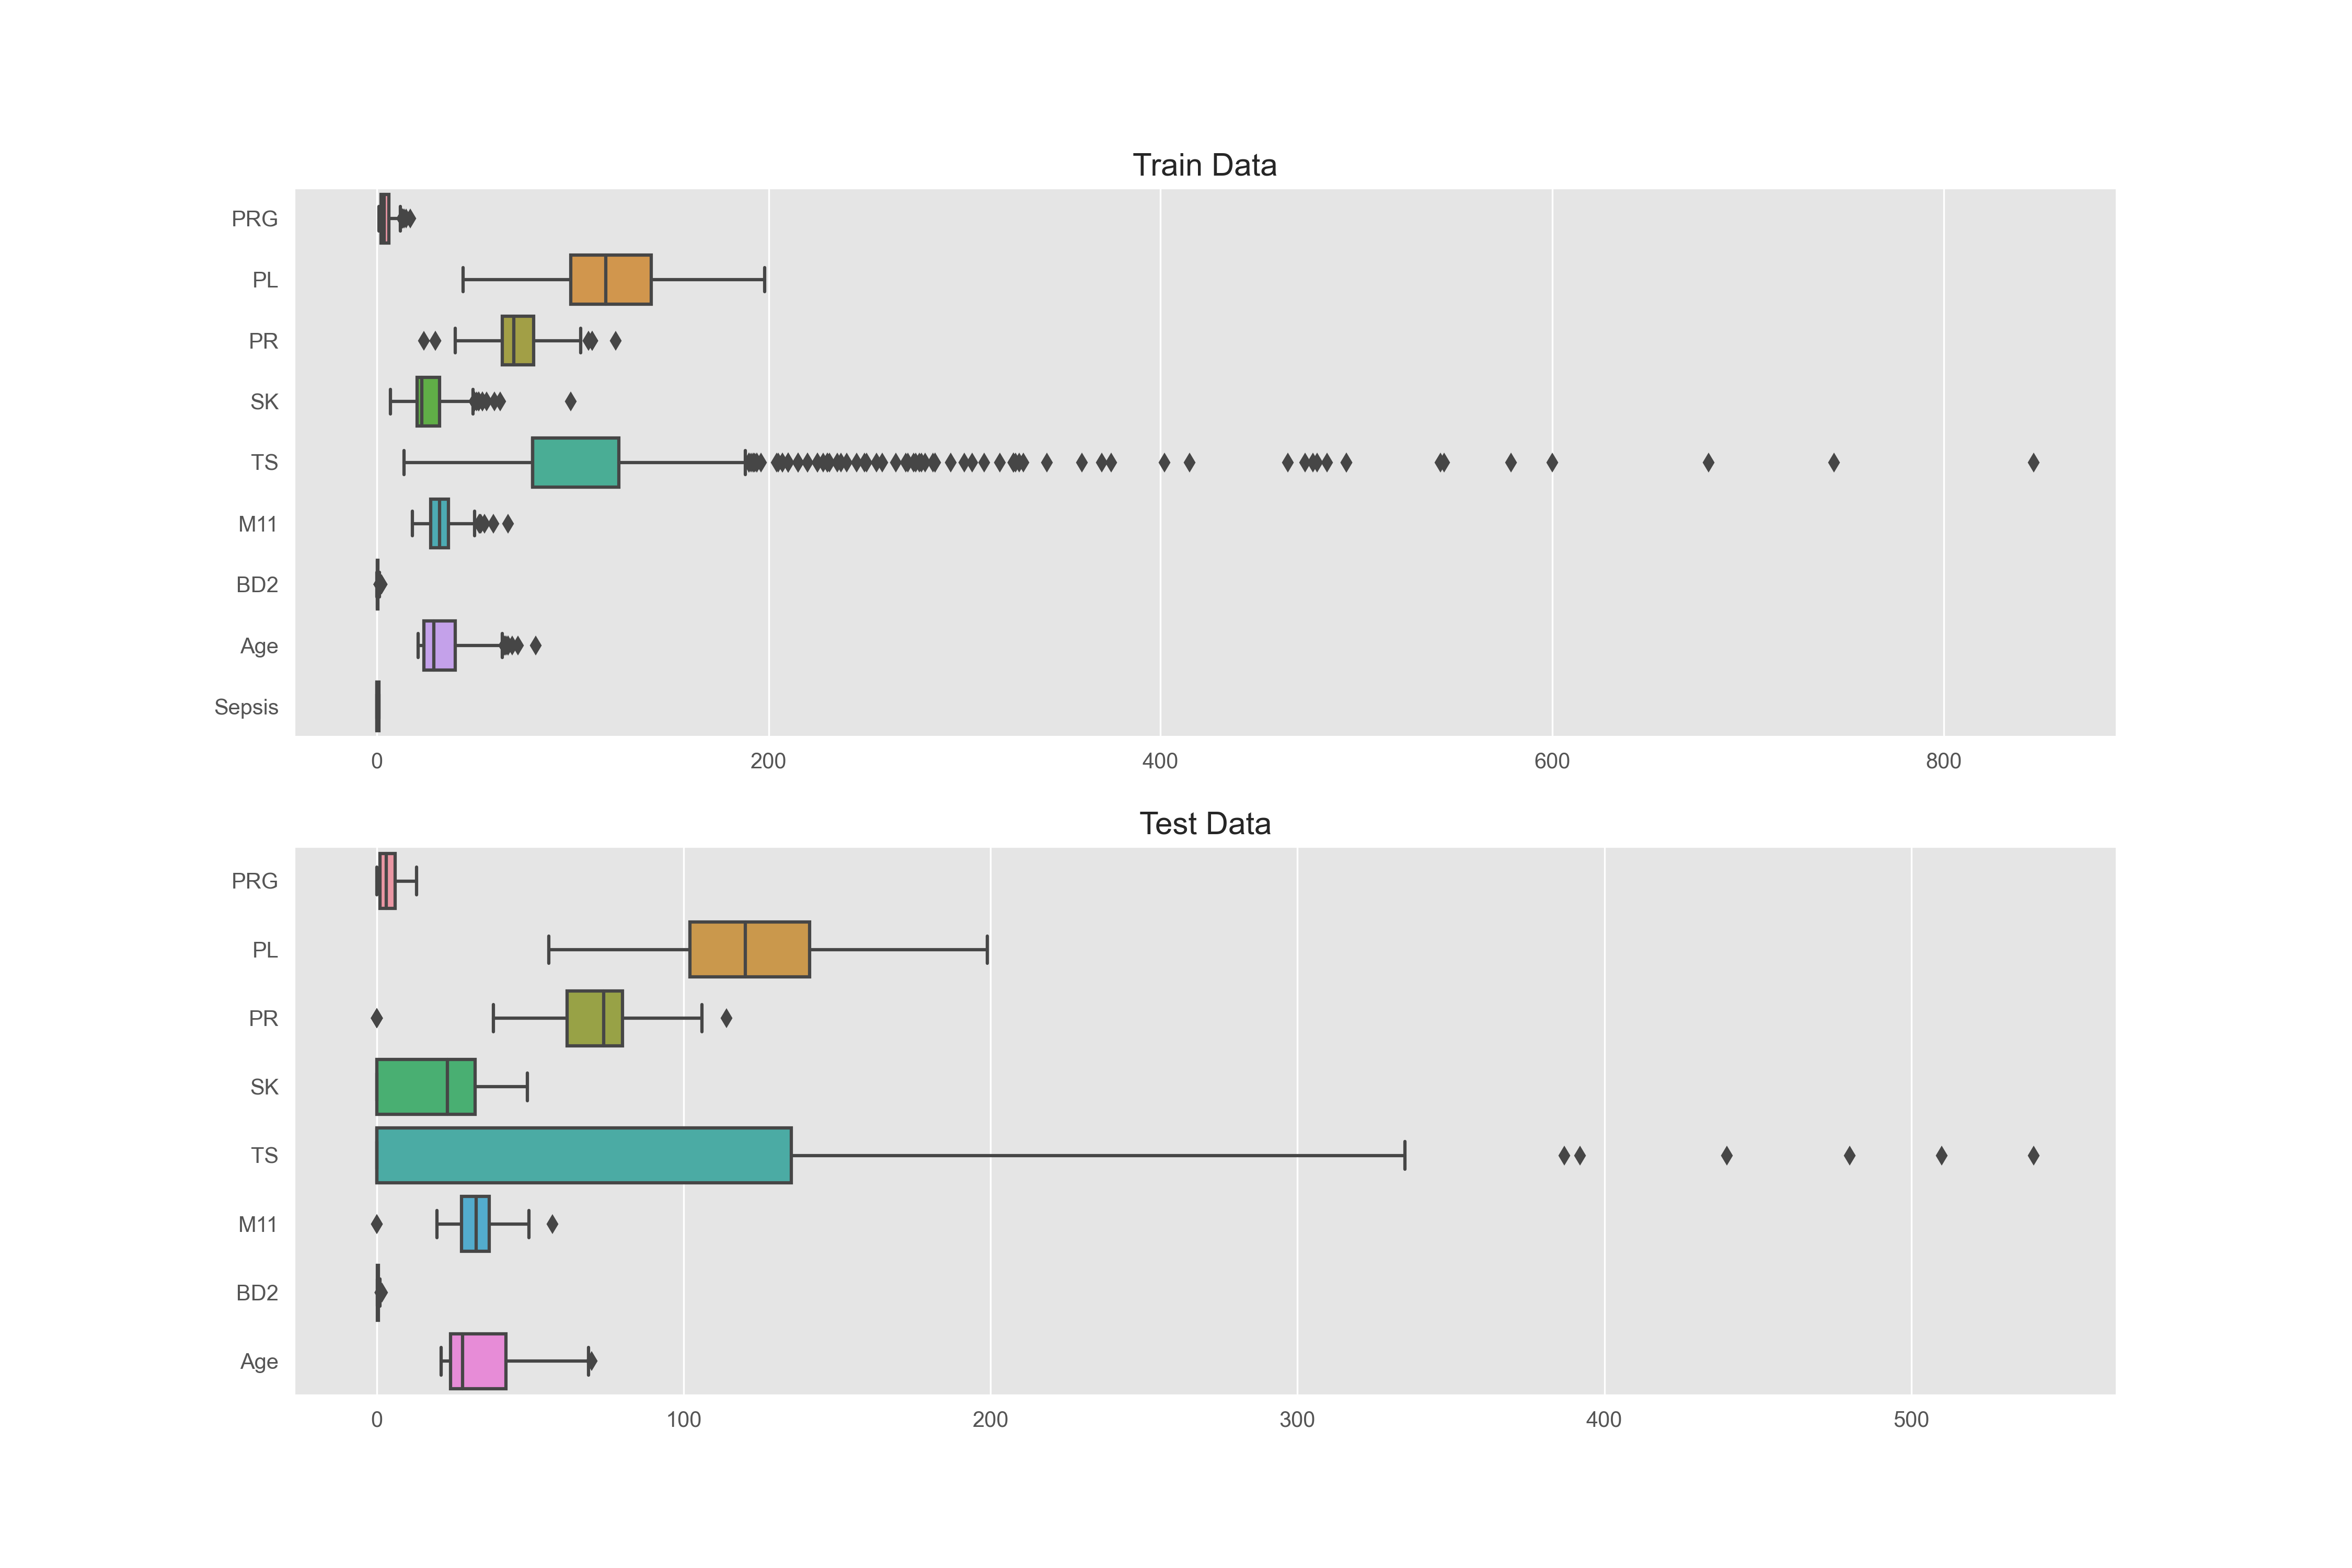 Train Data
PRG
PL
PR
SK
TS
M11
BD2
Age
Sepsis
0 200 400 600 800
Test Data
PRG
PL
PR
SK
TS
M11
BD2
Age
0 100 200 300 400 500